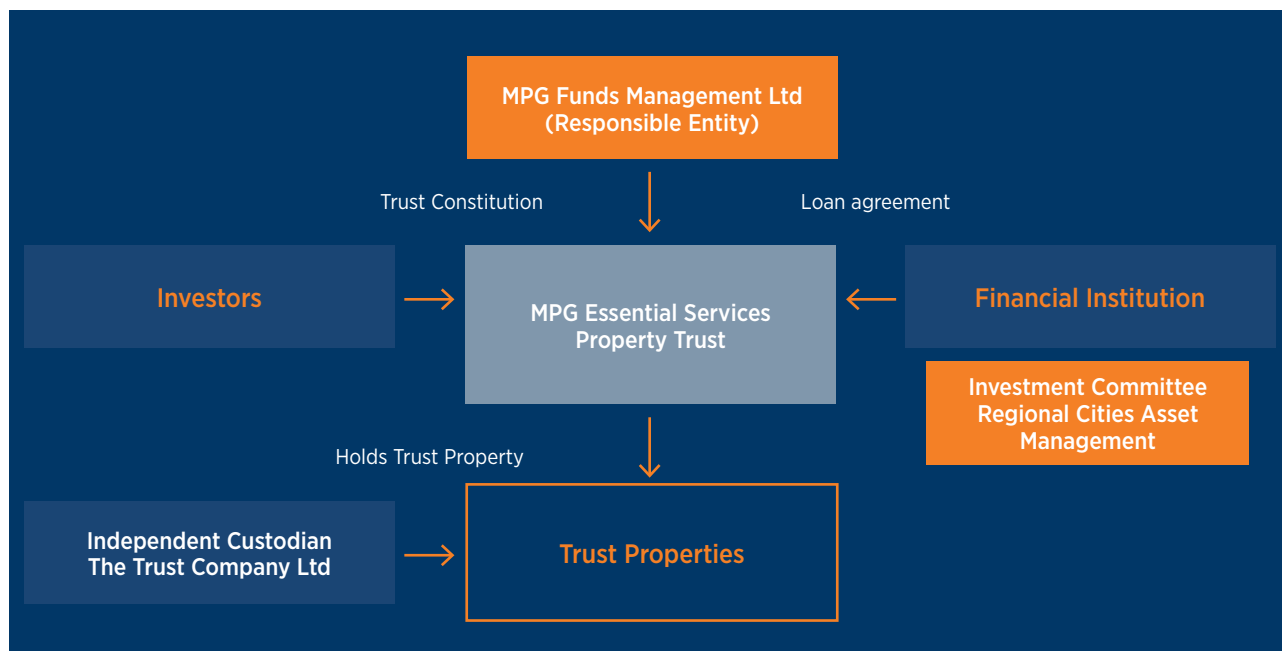 MPG Funds Management Ltd
(Responsible Entity)
Trust Constitution
Loan agreement
Investors
MPG Essential Services
Property Trust
Financial Institution
Investment Committee
Regional Cities Asset
Management
Holds Trust Property
Independent Custodian
The Trust Company Ltd
Trust Properties